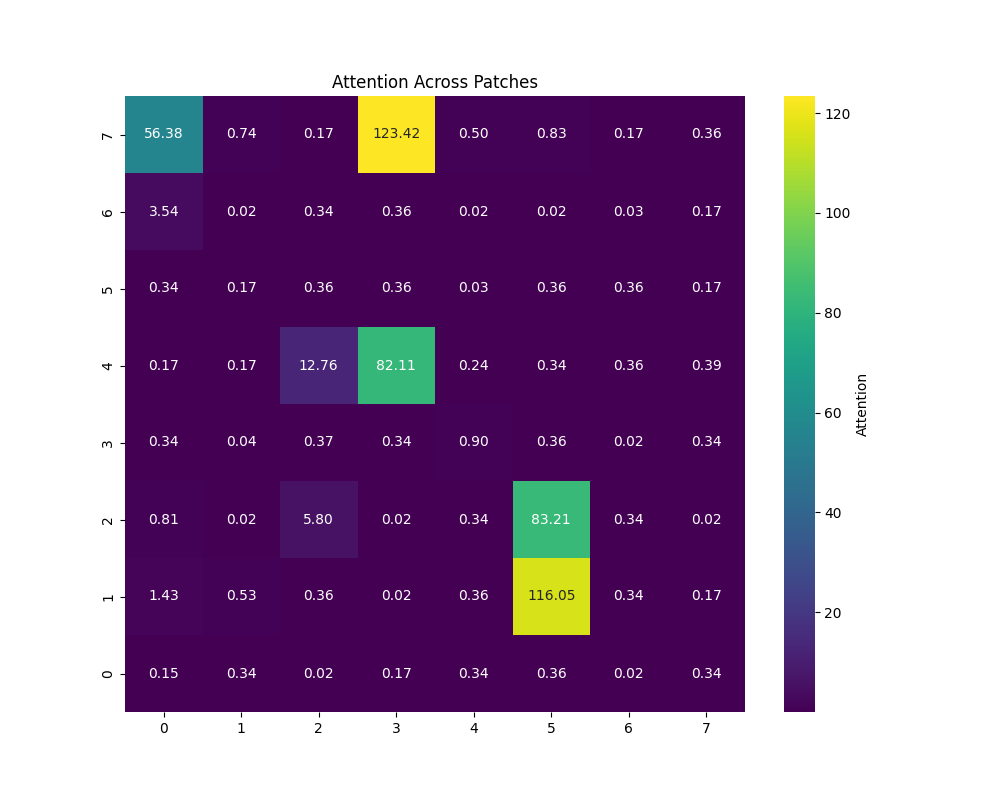 Attention Across Patches
7 56.38 0.74 0.17 123.42 0.50 0.83 0.17 0.36
6 3.54 0.02 0.34 0.36 0.02 0.02 0.03 0.17
5 0.34 0.17 0.36 0.36 0.03 0.36 0.36 0.17
4 0.17 0.17 12.76 82.11 0.24 0.34 0.36 0.39
3 0.34 0.04 0.37 0.34 0.90 0.36 0.02 0.34
2 0.81 0.02 5.80 0.02 0.34 83.21 0.34 0.02
1 1.43 0.53 0.36 0.02 0.36 116.05 0.34 0.17
0 0.15 0.34 0.02 0.17 0.34 0.36 0.02 0.34
0 1 2 3 4 5 6 7
120
100
80
60
40
20
Attention